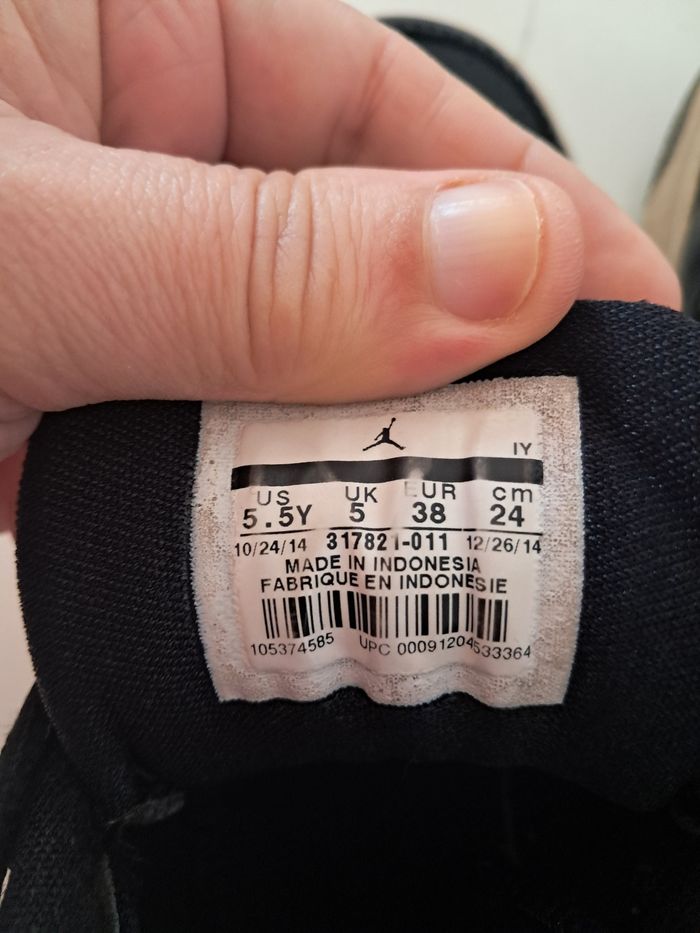 IY
US UK EUR cm
5.5Y 5 38 24
10/24/14 317821-011 12/26/14
MADE IN INDONESIA
FABRIQUE EN INDONESIE
105374585 UPC 00091204533364